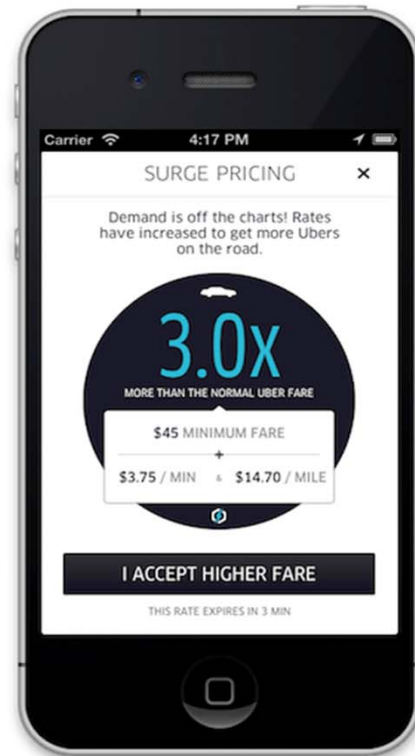 Carrier 4:17 PM
SURGE PRICING ×
Demand is off the charts! Rates
have increased to get more Ubers
on the road.
3.0x
MORE THAN THE NORMAL UBER FARE
$45 MINIMUM FARE
+
$3.75 / MIN & $14.70 / MILE
I ACCEPT HIGHER FARE
THIS RATE EXPIRES IN 3 MIN